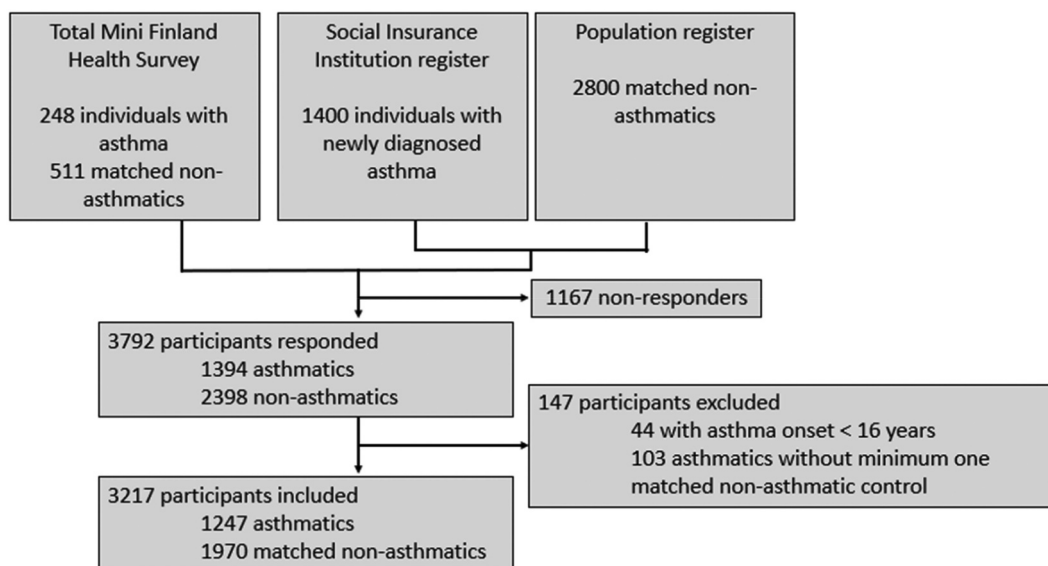 Total Mini Finland
Health Survey
248 individuals with
asthma
511 matched non-
asthmatics
Social Insurance
Institution register
1400 individuals with
newly diagnosed
asthma
Population register
2800 matched non-
asthmatics
1167 non-responders
3792 participants responded
1394 asthmatics
2398 non-asthmatics
147 participants excluded
44 with asthma onset < 16 years
103 asthmatics without minimum one
matched non-asthmatic control
3217 participants included
1247 asthmatics
1970 matched non-asthmatics